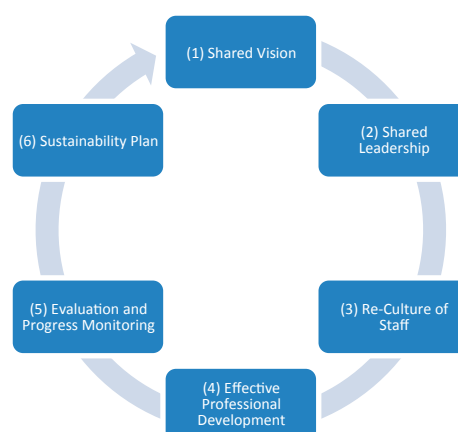 (1) Shared Vision
(2) Shared
Leadership
(3) Re-Culture of
Staff
(4) Effective
Professional
Development
(5) Evaluation and
Progress Monitoring
(6) Sustainability Plan